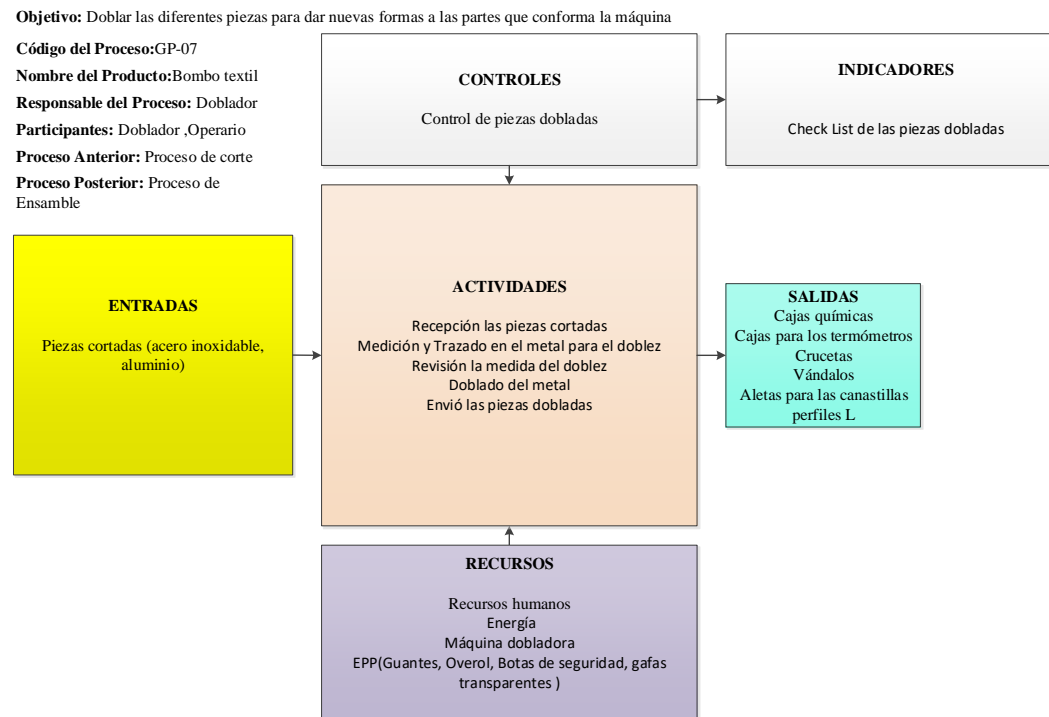 Objetivo: Doblar las diferentes piezas para dar nuevas formas a las partes que conforma la máquina
Código del Proceso:GP-07
Nombre del Producto:Bombo textil
Responsable del Proceso: Doblador
Participantes: Doblador ,Operario
Proceso Anterior: Proceso de corte
Proceso Posterior: Proceso de
Ensamble
CONTROLES
Control de piezas dobladas
INDICADORES
Check List de las piezas dobladas
ENTRADAS
Piezas cortadas (acero inoxidable,
aluminio)
ACTIVIDADES
Recepción las piezas cortadas
Medición y Trazado en el metal para el doblez
Revisión la medida del doblez
Doblado del metal
Envió las piezas dobladas
SALIDAS
Cajas químicas
Cajas para los termómetros
Crucetas
Vándalos
Aletas para las canastillas
perfiles L
RECURSOS
Recursos humanos
Energía
Máquina dobladora
EPP(Guantes, Overol, Botas de seguridad, gafas
transparentes )